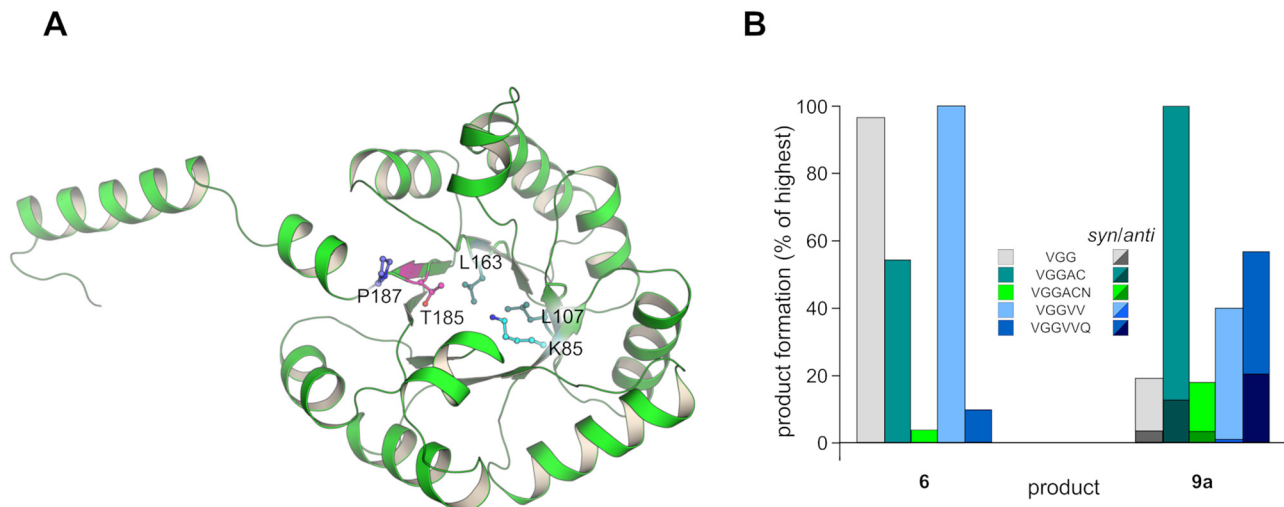 A
L163
P187
T185
L107
K85
B
product formation (% of highest)
100
80
60
40
20
0
syn/anti
VGG
VGGAC
VGGACN
VGGVV
VGGVVQ
6
product
9a